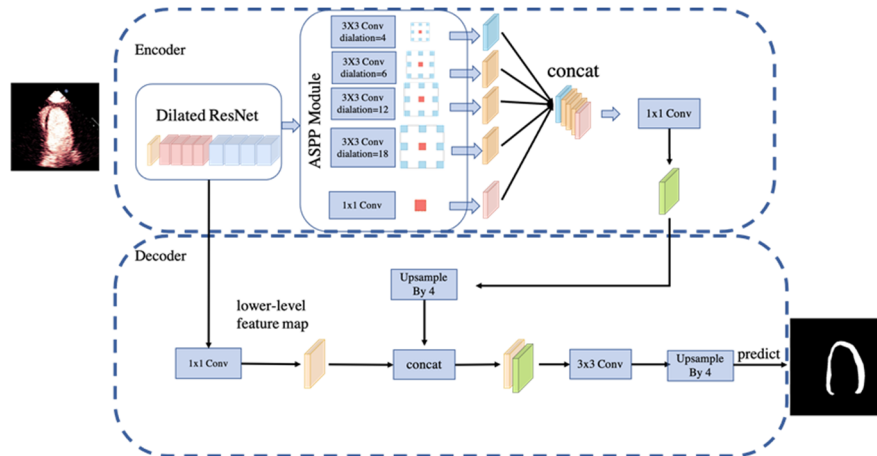 Encoder
Dilated ResNet
ASPP Module
3X3 Conv
dialation=4
3X3 Conv
dialation=6
3X3 Conv
dialation=12
3X3 Conv
dialation=18
1x1 Conv
concat
1x1 Conv
Decoder
Upsample
By 4
lower-level
feature map
1x1 Conv
concat
3x3 Conv
Upsample
By 4
predict